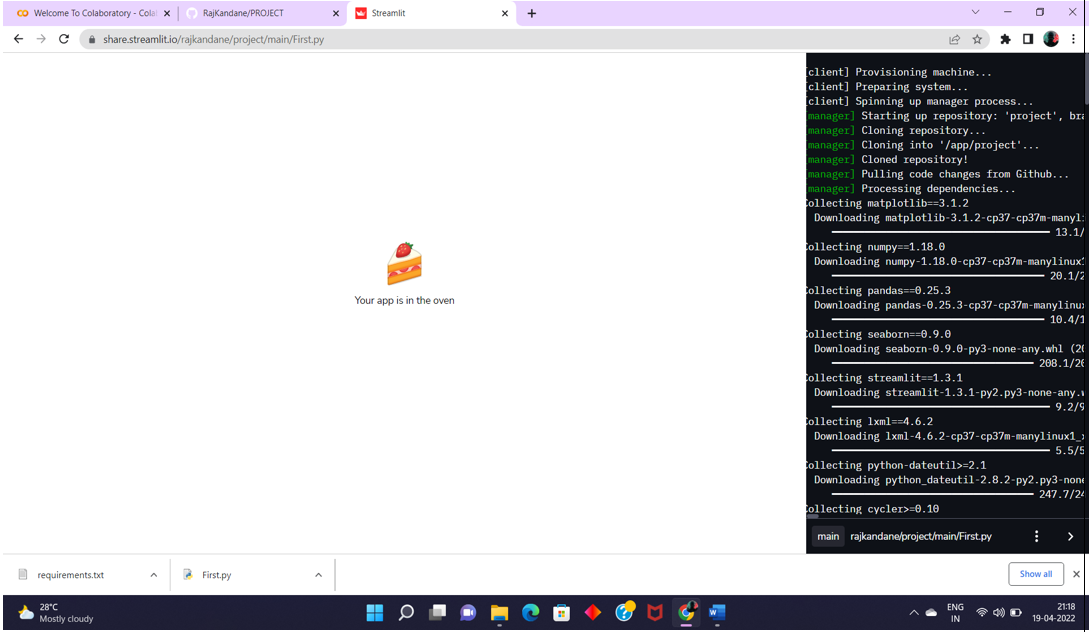 Welcome To Colaboratory - Cola
RajKandane/PROJECT
Streamlit
share.streamlit.io/rajkandane/project/main/First.py
Your app is in the oven
[client] Provisioning machine...
[client] Preparing system...
[client] Spinning up manager process...
[manager] Starting up repository: 'project', bra
[manager] Cloning repository...
[manager] Cloning into '/app/project'...
[manager] Cloned repository!
[manager] Pulling code changes from Github...
[manager] Processing dependencies...
Collecting matplotlib==3.1.2
Downloading matplotlib-3.1.2-cp37-cp37m-manyli
13.1/
Collecting numpy==1.18.0
Downloading numpy-1.18.0-cp37-cp37m-manylinux1
20.1/2
Collecting pandas==0.25.3
Downloading pandas-0.25.3-cp37-cp37m-manylinux
10.4/1
Collecting seaborn==0.9.0
Downloading seaborn-0.9.0-py3-none-any.whl (20
208.1/20
Collecting streamlit==1.3.1
Downloading streamlit-1.3.1-py2.py3-none-any.w
9.2/9
Collecting lxml==4.6.2
Downloading lxml-4.6.2-cp37-cp37m-manylinux1_x
5.5/5
Collecting python-dateutil>=2.1
Downloading python_dateutil-2.8.2-py2.py3-none
247.7/24
Collecting cycler>=0.10
main rajkandane/project/main/First.py
requirements.txt
First.py
Show all
28°C
Mostly cloudy
ENG
IN
21:18
19-04-2022